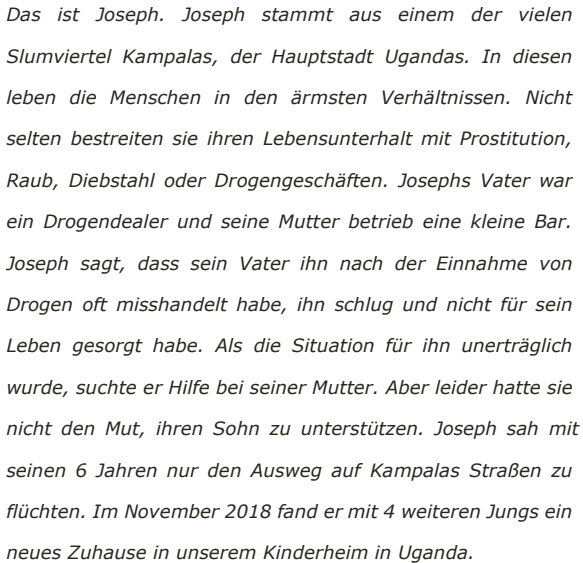 Das ist Joseph. Joseph stammt aus einem der vielen
Slumviertel Kampalas, der Hauptstadt Ugandas. In diesen
leben die Menschen in den ärmsten Verhältnissen. Nicht
selten bestreiten sie ihren Lebensunterhalt mit Prostitution,
Raub, Diebstahl oder Drogengeschäften. Josephs Vater war
ein Drogendealer und seine Mutter betrieb eine kleine Bar.
Joseph sagt, dass sein Vater ihn nach der Einnahme von
Drogen oft misshandelt habe, ihn schlug und nicht für sein
Leben gesorgt habe. Als die Situation für ihn unerträglich
wurde, suchte er Hilfe bei seiner Mutter. Aber leider hatte sie
nicht den Mut, ihren Sohn zu unterstützen. Joseph sah mit
seinen 6 Jahren nur den Ausweg auf Kampalas Straßen zu
flüchten. Im November 2018 fand er mit 4 weiteren Jungs ein
neues Zuhause in unserem Kinderheim in Uganda.